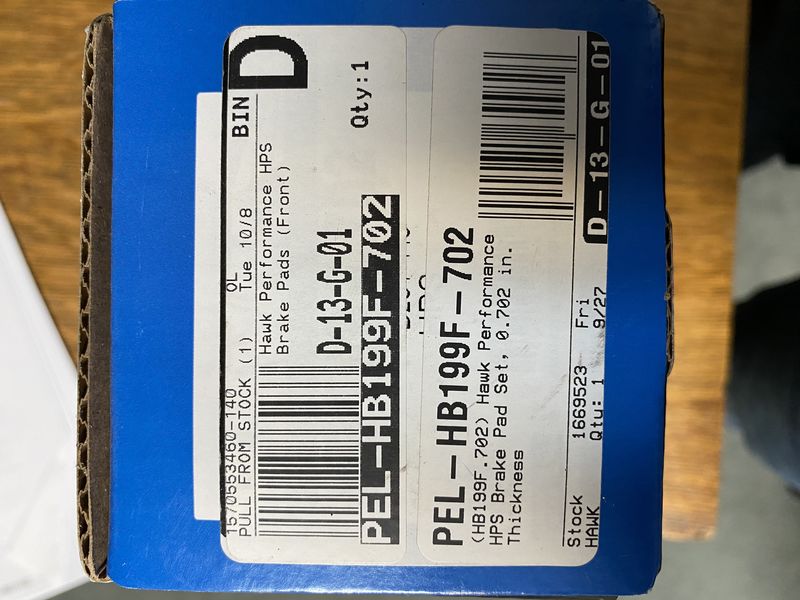 1570553460-140 OL
PULL FROM STOCK (1) Tue 10/8 BIN D
Hawk Performance HPS
Brake Pads (Front)
D-13-G-01 Qty:1
PEL-HB199F-702
PEL-HB199F-702
(HB199F.702) Hawk Performance
HPS Brake Pad Set, 0.702 in.
Thickness
Stock 1669523 Fri
HAWK Qtu: 1 9/27
D-13-G-01